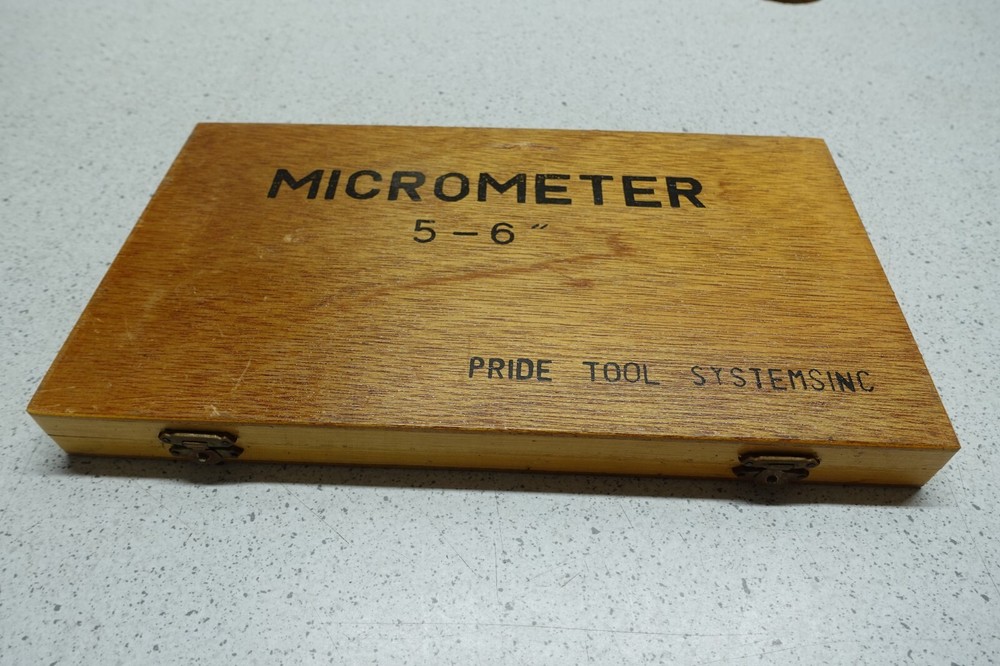 MICROMETER
5-6"
PRIDE TOOL SYSTEMSINC